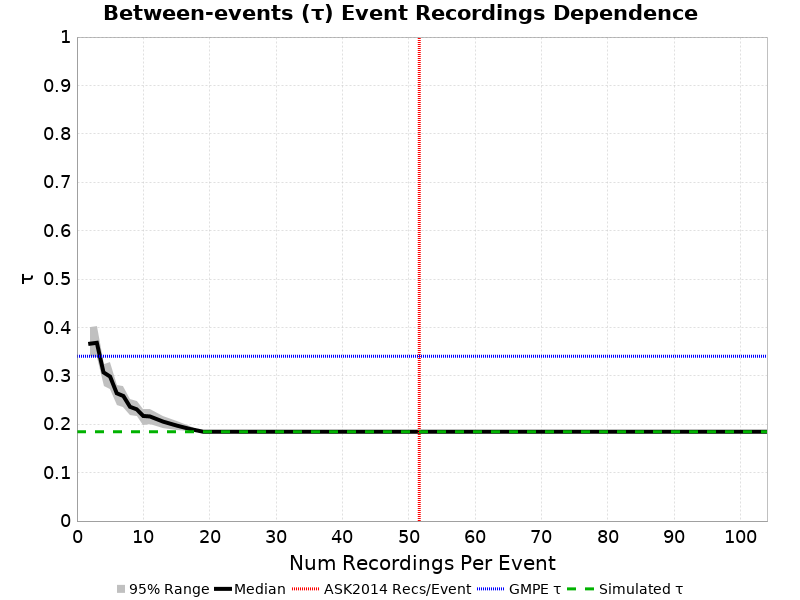 Between-events (τ) Event Recordings Dependence
1
0.9
0.8
0.7
0.6
0.5
0.4
0.3
0.2
0.1
0
τ
0 10 20 30 40 50 60 70 80 90 100
Num Recordings Per Event
95% Range Median ASK2014 Recs/Event GMPE τ Simulated τ